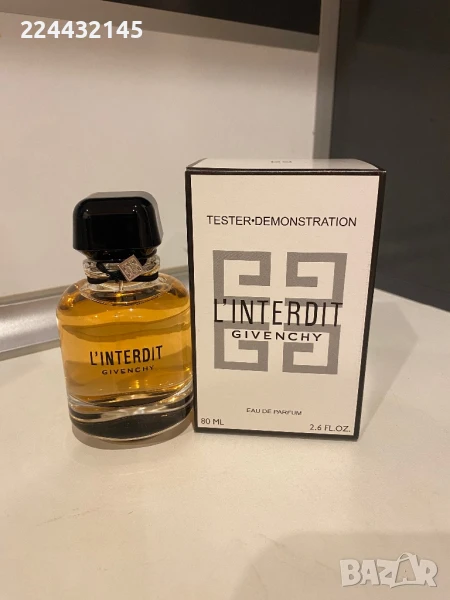 224432145
TESTER•DEMONSTRATION
L'INTERDIT
GIVENCHY
EAU DE PARFUM
80 ML 2.6 FL.OZ.
L'INTERDIT
GIVENCHY
BAZAR